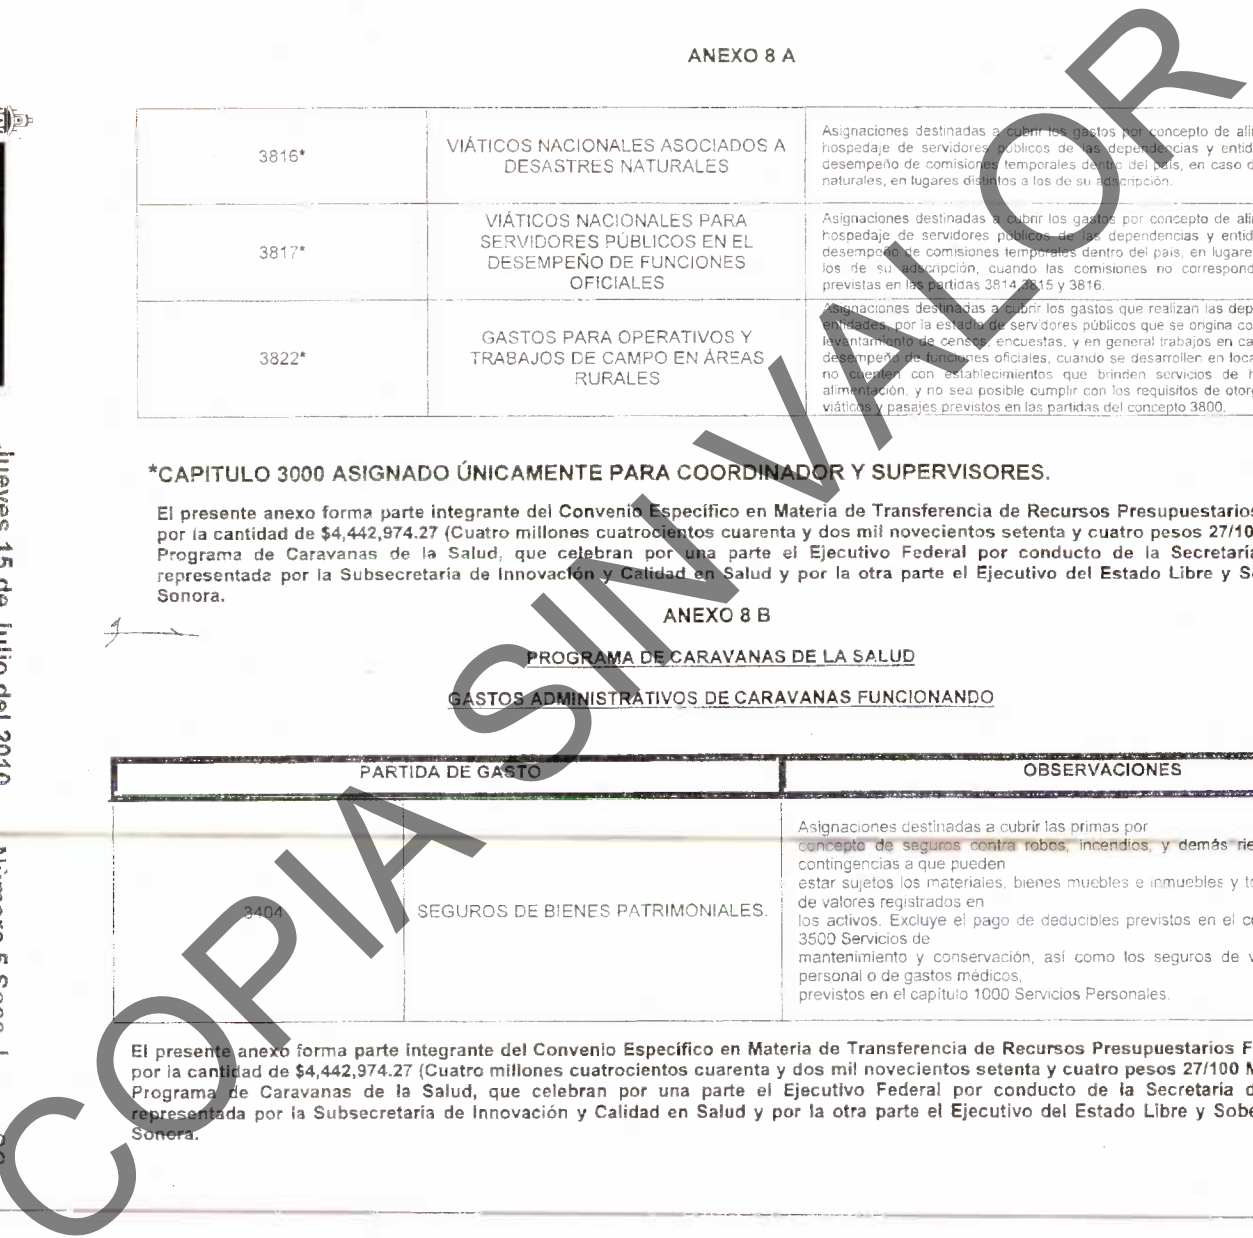 ANEXO 8 A
3816*
VIÁTICOS NACIONALES ASOCIADOS A
DESASTRES NATURALES
Asignaciones destinadas a cubrir los gastos por concepto de
hospedaje de servidores públicos de las dependencias y
desempeño de comisiones temporales dentro del país, en caso
naturales, en lugares distintos a los de su adscripción.
3817*
VIÁTICOS NACIONALES PARA
SERVIDORES PÚBLICOS EN EL
DESEMPEÑO DE FUNCIONES
OFICIALES
Asignaciones destinadas a cubrir los gastos por concepto de
hospedaje de servidores públicos de las dependencias y
desempeño de comisiones temporales dentro del país, en
los de su adscripción, cuando las comisiones no
previstas en las partidas 3814,3815 y 3816.
3822*
GASTOS PARA OPERATIVOS Y
TRABAJOS DE CAMPO EN ÁREAS
RURALES
Asignaciones destinadas a cubrir los gastos que realizan las
entidades, por la estadía de servidores públicos que se origina
levantamiento de censos, encuestas, y en general trabajos en
desempeño de funciones oficiales, cuando se desarrollen en
no cuenten con establecimientos que brinden servicios de
alimentación, y no sea posible cumplir con los requisitos de
viáticos y pasajes previstos en las partidas del concepto 3800.
*CAPITULO 3000 ASIGNADO ÚNICAMENTE PARA COORDINADOR Y SUPERVISORES.
El presente anexo forma parte integrante del Convenio Específico en Materia de Transferencia de Recursos Presupuestarios
por la cantidad de $4,442,974.27 (Cuatro millones cuatrocientos cuarenta y dos mil novecientos setenta y cuatro pesos
Programa de Caravanas de la Salud, que celebran por una parte el Ejecutivo Federal por conducto de la Secretaría
representada por la Subsecretaria de Innovación y Calidad en Salud y por la otra parte el Ejecutivo del Estado Libre y
Sonora.
ANEXO 8 B
PROGRAMA DE CARAVANAS DE LA SALUD
GASTOS ADMINISTRATIVOS DE CARAVANAS FUNCIONANDO
PARTIDA DE GASTO
OBSERVACIONES
3404
SEGUROS DE BIENES PATRIMONIALES.
Asignaciones destinadas a cubrir las primas por
concepto de seguros contra robos, incendios, y demás
contingencias a que pueden
estar sujetos los materiales, bienes muebles e inmuebles y
de valores registrados en
los activos. Excluye el pago de deducibles previstos en el
3500 Servicios de
mantenimiento y conservación, así como los seguros de
personal o de gastos médicos,
previstos en el capítulo 1000 Servicios Personales.
El presente anexo forma parte integrante del Convenio Específico en Materia de Transferencia de Recursos Presupuestarios
por la cantidad de $4,442,974.27 (Cuatro millones cuatrocientos cuarenta y dos mil novecientos setenta y cuatro pesos 27/100
Programa de Caravanas de la Salud, que celebran por una parte el Ejecutivo Federal por conducto de la Secretaria
representada por la Subsecretaria de Innovación y Calidad en Salud y por la otra parte el Ejecutivo del Estado Libre y
Sonora.
Jueves 15 de julio del 2010
COPIA SIN VALOR